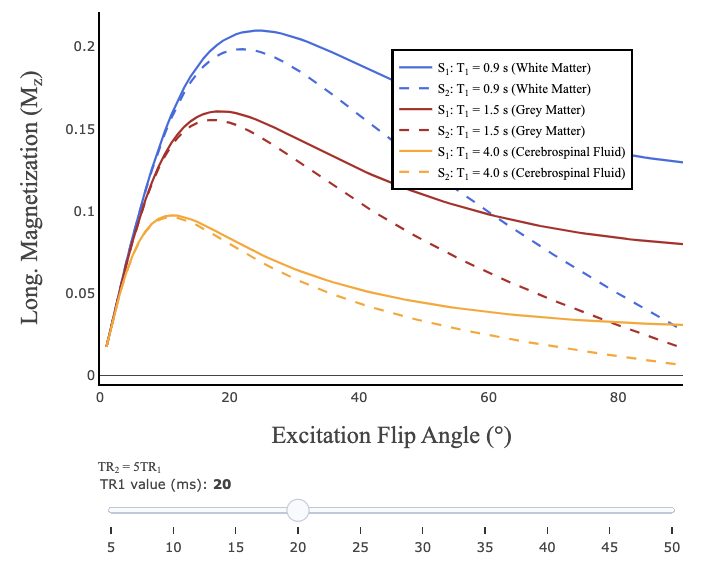 Long. Magnetization (M_Z)
0.2
0.15
0.1
0.05
0
S₁: T₁ = 0.9 s (White Matter)
S₂: T₁ = 0.9 s (White Matter)
S₁: T₁ = 1.5 s (Grey Matter)
S₂: T₁ = 1.5 s (Grey Matter)
S₁: T₁ = 4.0 s (Cerebrospinal Fluid)
S₂: T₁ = 4.0 s (Cerebrospinal Fluid)
0 20 40 60 80
Excitation Flip Angle (°)
TR₂ = 5TR₁
TR1 value (ms): 20
5 10 15 20 25 30 35 40 45 50